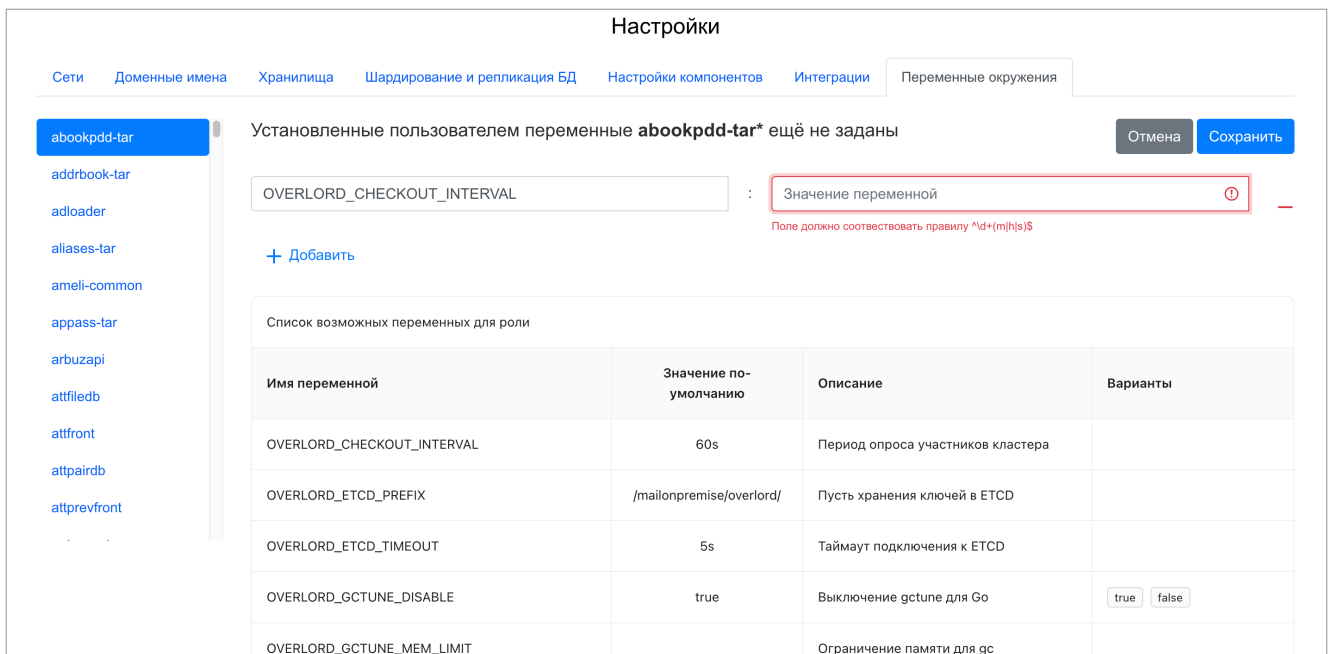 Настройки
Сети Доменные имена Хранилища Шардирование и репликация БД Настройки компонентов Интеграции Переменные окружения
abookpdd-tar
addrbook-tar
adloader
aliases-tar
ameli-common
appass-tar
arbuzapi
attfiledb
attfront
attpairdb
attprevfront
Установленные пользователем переменные abookpdd-tar* ещё не заданы
Отмена Сохранить
OVERLORD_CHECKOUT_INTERVAL : Значение переменной
Поле должно соотвествовать правилу ^\d+(m|h|s)$
Добавить
Список возможных переменных для роли
Имя переменной Значение по-умолчанию Описание Варианты
OVERLORD_CHECKOUT_INTERVAL 60s Период опроса участников кластера
OVERLORD_ETCD_PREFIX /mailonpremise/overlord/ Пусть хранения ключей в ETCD
OVERLORD_ETCD_TIMEOUT 5s Таймаут подключения к ETCD
OVERLORD_GCTUNE_DISABLE true Выключение gctune для Go true false
OVERLORD_GCTUNE_MEM_LIMIT Ограничение памяти для gc